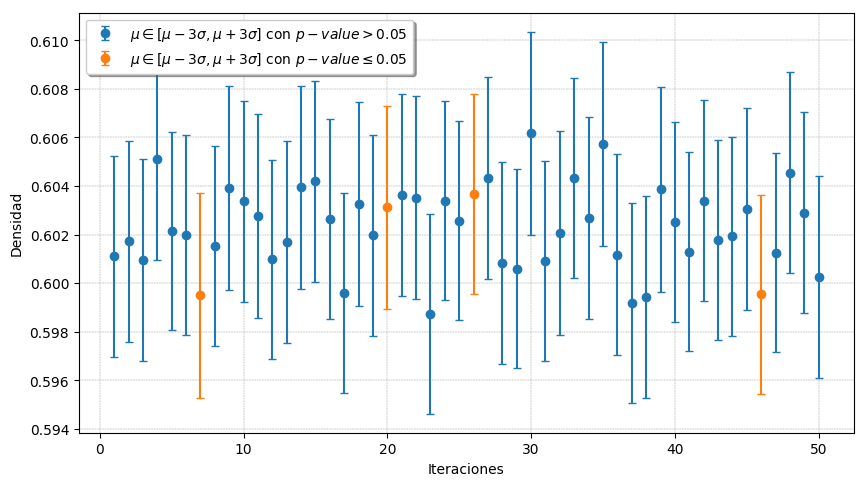 μ ∈ [μ − 3σ, μ + 3σ] con p − value > 0.05
μ ∈ [μ − 3σ, μ + 3σ] con p − value ≤ 0.05
0.610
0.608
0.606
0.604
0.602
0.600
0.598
0.596
0.594
Densidad
0 10 20 30 40 50
Iteraciones